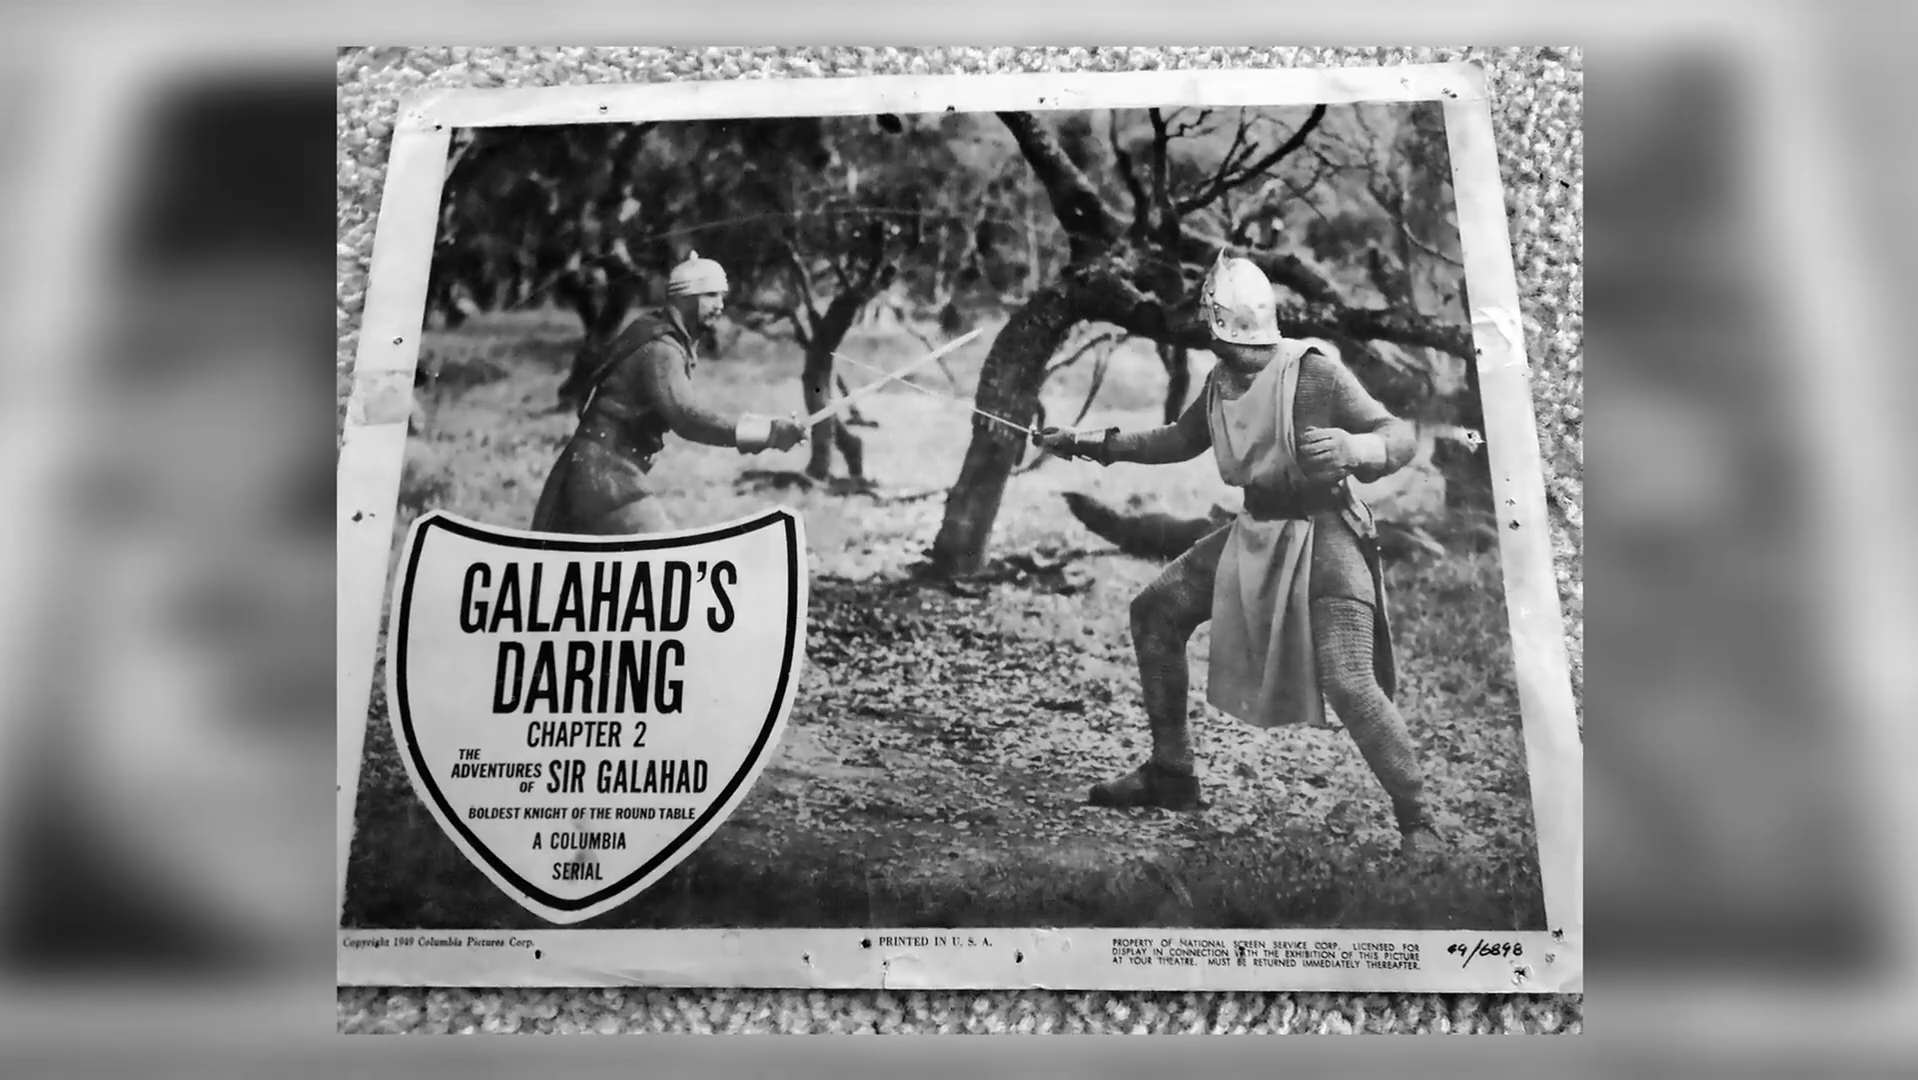 GALAHAD'S
DARING
CHAPTER 2
THE
ADVENTURES
OF SIR GALAHAD
BOLDEST KNIGHT OF THE ROUND TABLE
A COLUMBIA
SERIAL
Copyright 1949 Columbia Pictures Corp.
PRINTED IN U. S. A.
PROPERTY OF NATIONAL SCREEN SERVICE CORP. LICENSED FOR
DISPLAY IN CONNECTION WITH THE EXHIBITION OF THIS PICTURE
AT YOUR THEATRE. MUST BE RETURNED IMMEDIATELY THEREAFTER.
49/6898